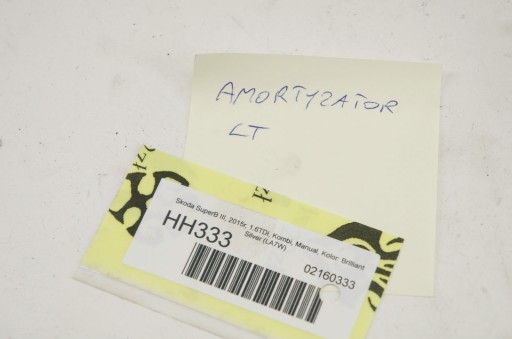 AMORTYZATOR
LT
Skoda SuperB III, 2015r, 1.6TDi, Kombi, Manual, Kolor: Brilliant
Silver (LA7W)
HH333
02160333